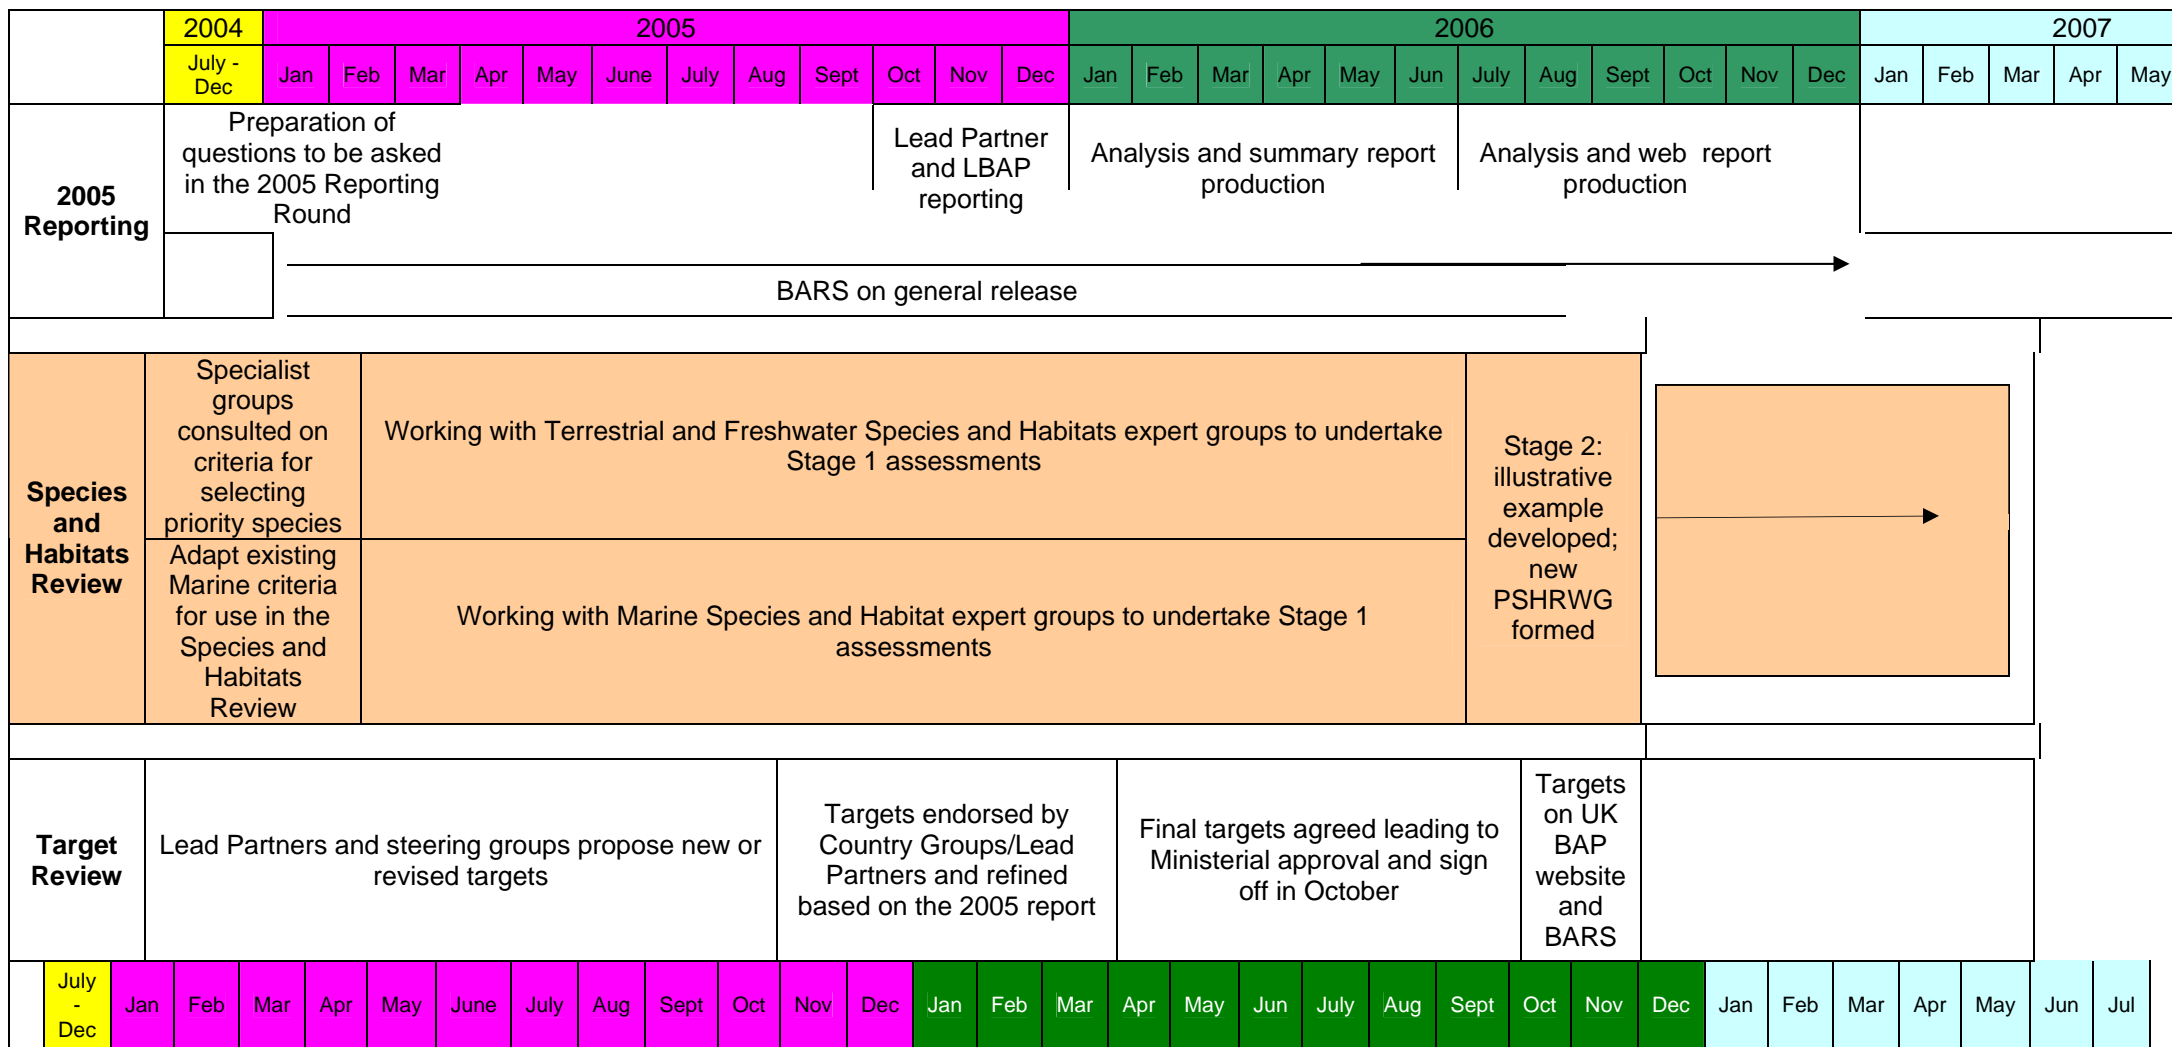 2004 2005 2006 2007
July - Dec Jan Feb Mar Apr May June July Aug Sept Oct Nov Dec Jan Feb Mar Apr May Jun July Aug Sept Oct Nov Dec Jan Feb Mar Apr May
2005
Reporting
Preparation of
questions to be asked
in the 2005 Reporting
Round
Lead Partner
and LBAP
reporting
Analysis and summary report
production
Analysis and web report
production
BARS on general release
Species
and
Habitats
Review
Specialist
groups
consulted on
criteria for
selecting
priority species
Working with Terrestrial and Freshwater Species and Habitats expert groups to undertake
Stage 1 assessments
Stage 2:
illustrative
example
developed;
new
PSHRWG
formed
Adapt existing
Marine criteria
for use in the
Species and
Habitats
Review
Working with Marine Species and Habitat expert groups to undertake Stage 1
assessments
Target
Review
Lead Partners and steering groups propose new or
revised targets
Targets endorsed by
Country Groups/Lead
Partners and refined
based on the 2005 report
Final targets agreed leading to
Ministerial approval and sign
off in October
Targets
on UK
BAP
website
and
BARS
July - Dec Jan Feb Mar Apr May June July Aug Sept Oct Nov Dec Jan Feb Mar Apr May Jun July Aug Sept Oct Nov Dec Jan Feb Mar Apr May Jun Jul